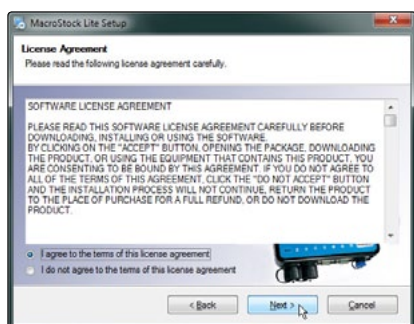 MacroStock Lite Setup
License Agreement
Please read the following license agreement carefully.
SOFTWARE LICENSE AGREEMENT
PLEASE READ THIS SOFTWARE LICENSE AGREEMENT CAREFULLY BEFORE
DOWNLOADING, INSTALLING OR USING THE SOFTWARE.
BY CLICKING ON THE "ACCEPT" BUTTON, OPENING THE PACKAGE, DOWNLOADING
THE PRODUCT, OR USING THE EQUIPMENT THAT CONTAINS THIS PRODUCT, YOU
ARE CONSENTING TO BE BOUND BY THIS AGREEMENT. IF YOU DO NOT AGREE TO
ALL OF THE TERMS OF THIS AGREEMENT, CLICK THE "DO NOT ACCEPT" BUTTON
AND THE INSTALLATION PROCESS WILL NOT CONTINUE, RETURN THE PRODUCT
TO THE PLACE OF PURCHASE FOR A FULL REFUND, OR DO NOT DOWNLOAD THE
PRODUCT.
I agree to the terms of this license agreement
I do not agree to the terms of this license agreement
< Back Next > Cancel